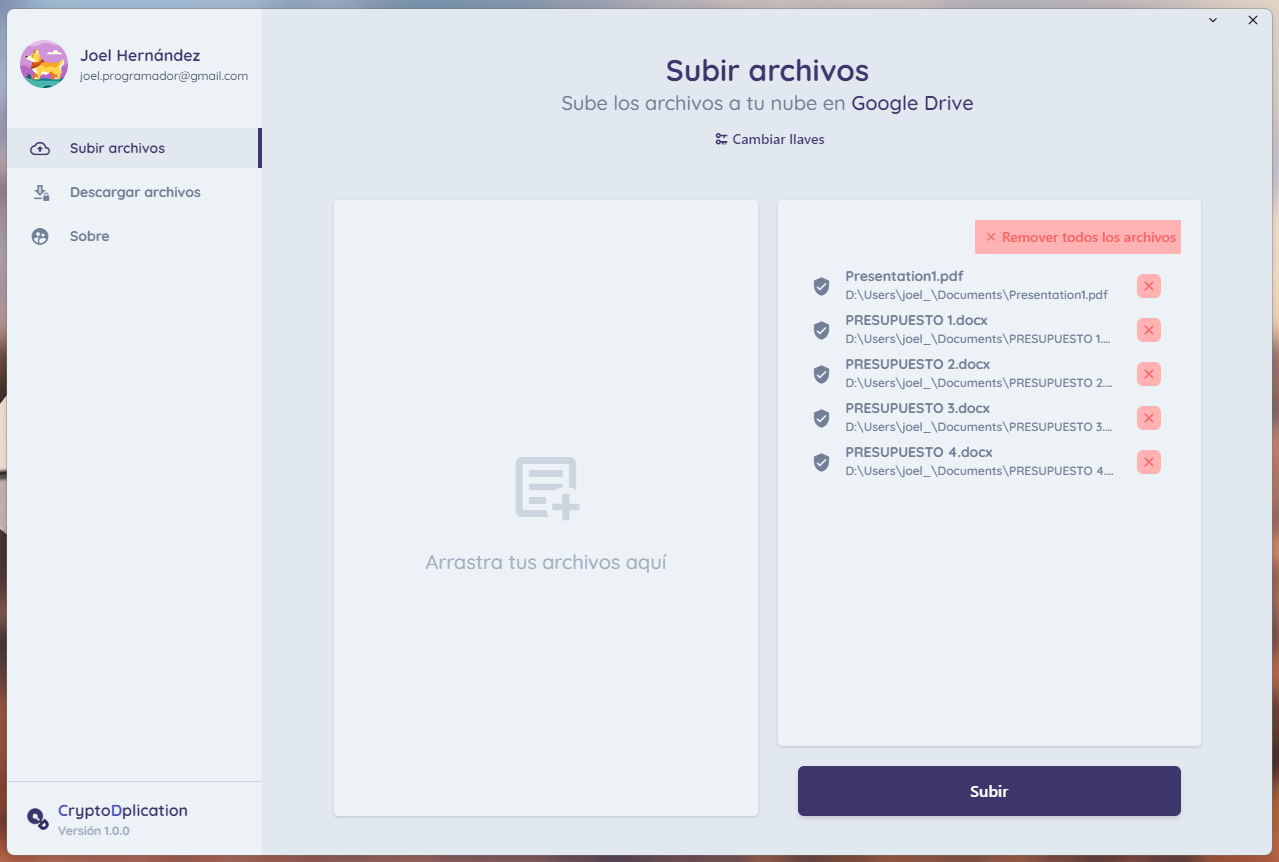 Joel Hernández
joel.programador@gmail.com
Subir archivos
Descargar archivos
Sobre
CryptoDplication
Versión 1.0.0
Subir archivos
Sube los archivos a tu nube en Google Drive
Cambiar llaves
Arrastra tus archivos aquí
Remover todos los archivos
Presentation1.pdf
D:\Users\joel_\Documents\Presentation1.pdf
PRESUPUESTO 1.docx
D:\Users\joel_\Documents\PRESUPUESTO 1....
PRESUPUESTO 2.docx
D:\Users\joel_\Documents\PRESUPUESTO 2....
PRESUPUESTO 3.docx
D:\Users\joel_\Documents\PRESUPUESTO 3....
PRESUPUESTO 4.docx
D:\Users\joel_\Documents\PRESUPUESTO 4....
Subir